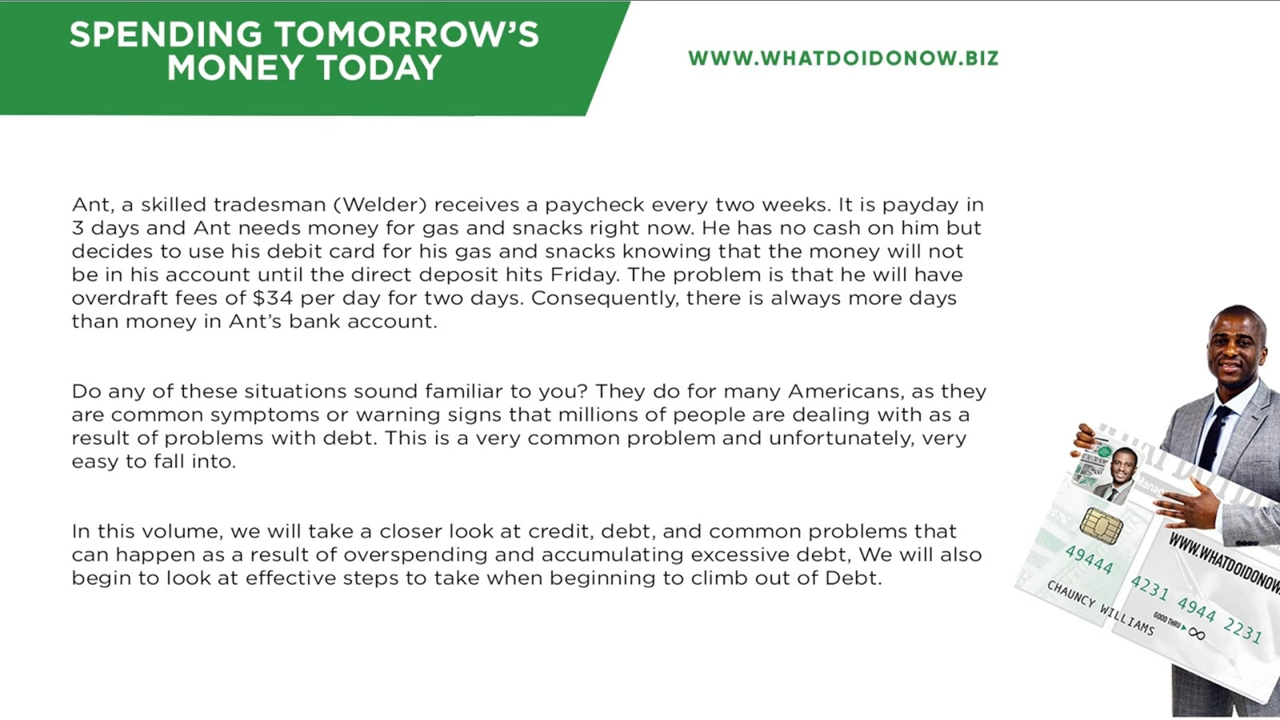 SPENDING TOMORROW'S
MONEY TODAY
WWW.WHATDOIDONOW.BIZ
Ant, a skilled tradesman (Welder) receives a paycheck every two weeks. It is payday in
3 days and Ant needs money for gas and snacks right now. He has no cash on him but
decides to use his debit card for his gas and snacks knowing that the money will not
be in his account until the direct deposit hits Friday. The problem is that he will have
overdraft fees of $34 per day for two days. Consequently, there is always more days
than money in Ant's bank account.
Do any of these situations sound familiar to you? They do for many Americans, as they
are common symptoms or warning signs that millions of people are dealing with as a
result of problems with debt. This is a very common problem and unfortunately, very
easy to fall into.
In this volume, we will take a closer look at credit, debt, and common problems that
can happen as a result of overspending and accumulating excessive debt, We will also
begin to look at effective steps to take when beginning to climb out of Debt.
WWW.WHATDOIDONOW.
49444 4231 4944 2231
CHAUNCY WILLIAMS
GOOD THRU ▸ ∞